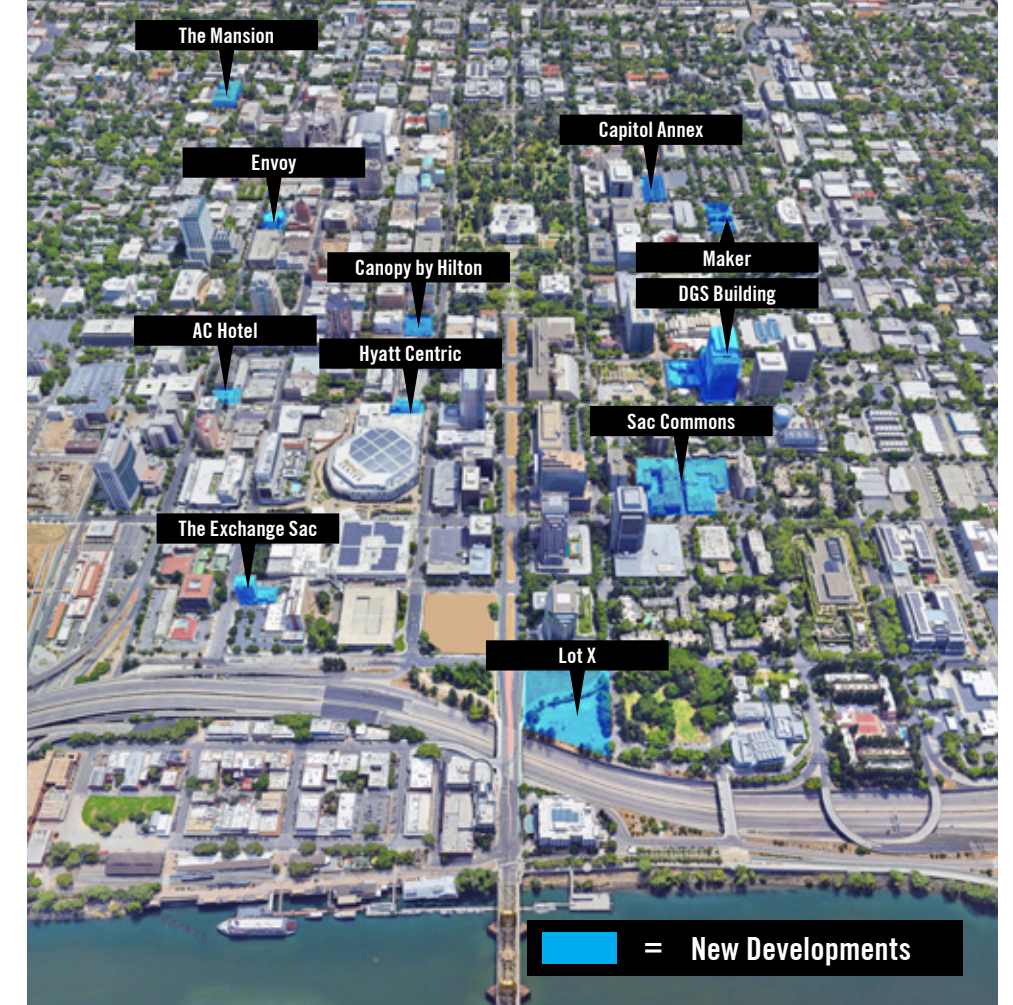 The Mansion
Capitol Annex
Envoy
Maker
Canopy by Hilton
DGS Building
AC Hotel
Hyatt Centric
Sac Commons
The Exchange Sac
Lot X
= New Developments